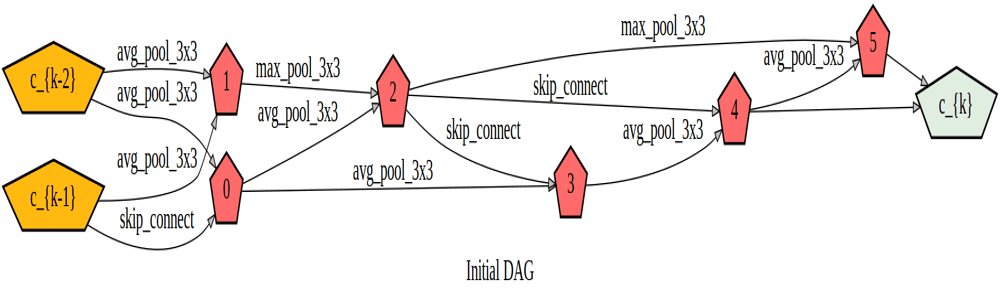 max_pool_3x3
5
avg_pool_3x3
avg_pool_3x3
c_{k-2}
1
max_pool_3x3
skip_connect
c_{k}
avg_pool_3x3
2
4
avg_pool_3x3
skip_connect
avg_pool_3x3
avg_pool_3x3
avg_pool_3x3
c_{k-1}
0
3
skip_connect
Initial DAG